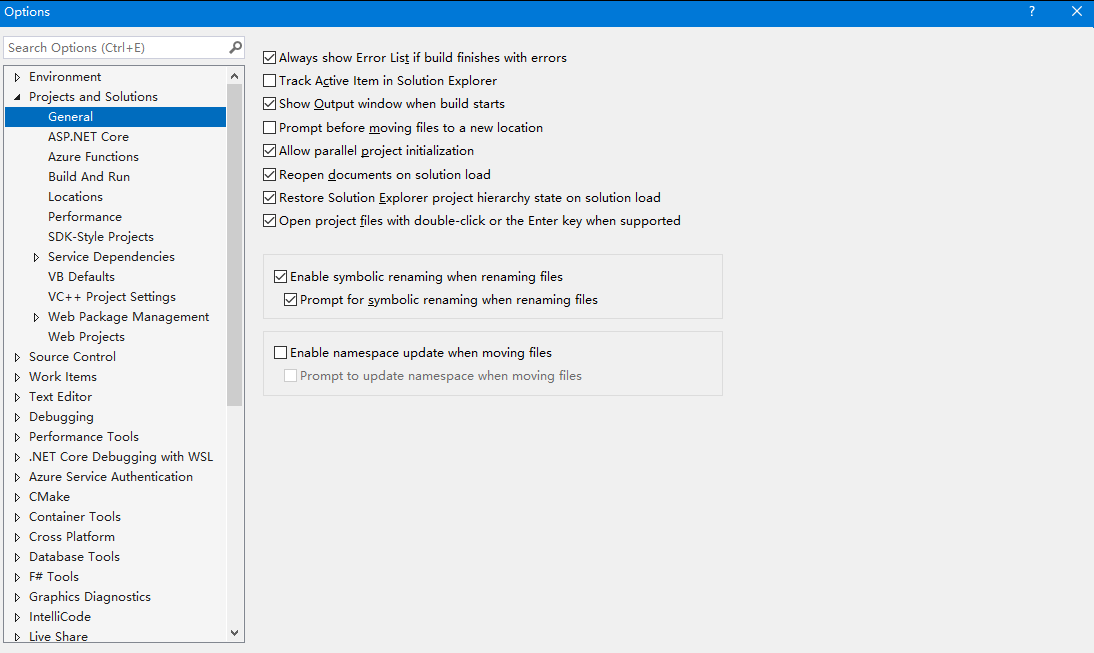 Options
?
Search Options (Ctrl+E)
Environment
Projects and Solutions
General
ASP.NET Core
Azure Functions
Build And Run
Locations
Performance
SDK-Style Projects
Service Dependencies
VB Defaults
VC++ Project Settings
Web Package Management
Web Projects
Source Control
Work Items
Text Editor
Debugging
Performance Tools
.NET Core Debugging with WSL
Azure Service Authentication
CMake
Container Tools
Cross Platform
Database Tools
F# Tools
Graphics Diagnostics
IntelliCode
Live Share
Always show Error List if build finishes with errors
Track Active Item in Solution Explorer
Show Output window when build starts
Prompt before moving files to a new location
Allow parallel project initialization
Reopen documents on solution load
Restore Solution Explorer project hierarchy state on solution load
Open project files with double-click or the Enter key when supported
Enable symbolic renaming when renaming files
Prompt for symbolic renaming when renaming files
Enable namespace update when moving files
Prompt to update namespace when moving files